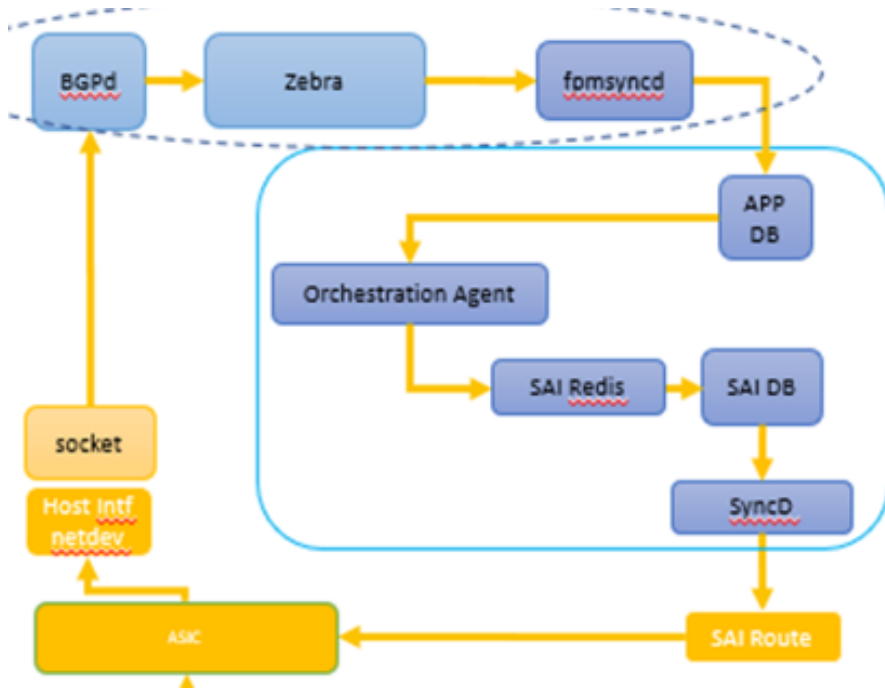 BGPd
Zebra
fpmsyncd
APP
DB
Orchestration Agent
SAI Redis
SAI DB
socket
Host Intf
netdev
SyncD
ASIC
SAI Route